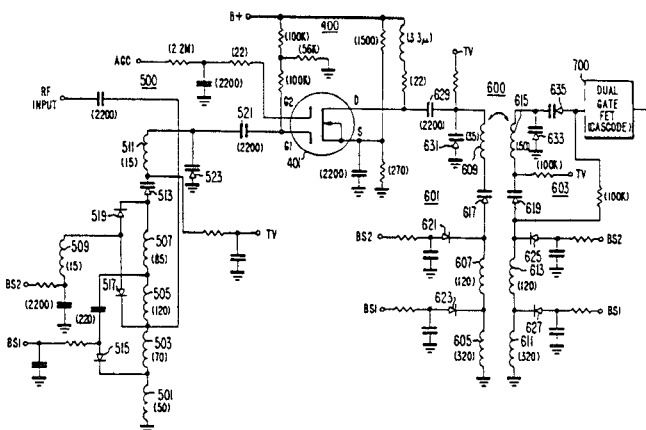 B+
400
(100K)
(56K)
(1500)
(3.3μ)
TV
700
AGC
(2.2M)
500
(22)
(2200)
(100K)
(22)
600
635
DUAL
GATE
FET
(CASCODE)
RF
INPUT
(2200)
521
(2200)
G2
D
S
G1
401
629
(2200)
631
(35)
609
615
(50)
633
511
(15)
523
513
(2200)
(270)
(100K)
603
TV
(100K)
601
617
619
519
509
(15)
507
(85)
TV
BS2
621
BS2
625
BS2
517
505
(120)
607
(120)
613
(120)
(2200)
(220)
BS1
503
(70)
BS1
623
627
BS1
515
605
(320)
611
(320)
501
(50)